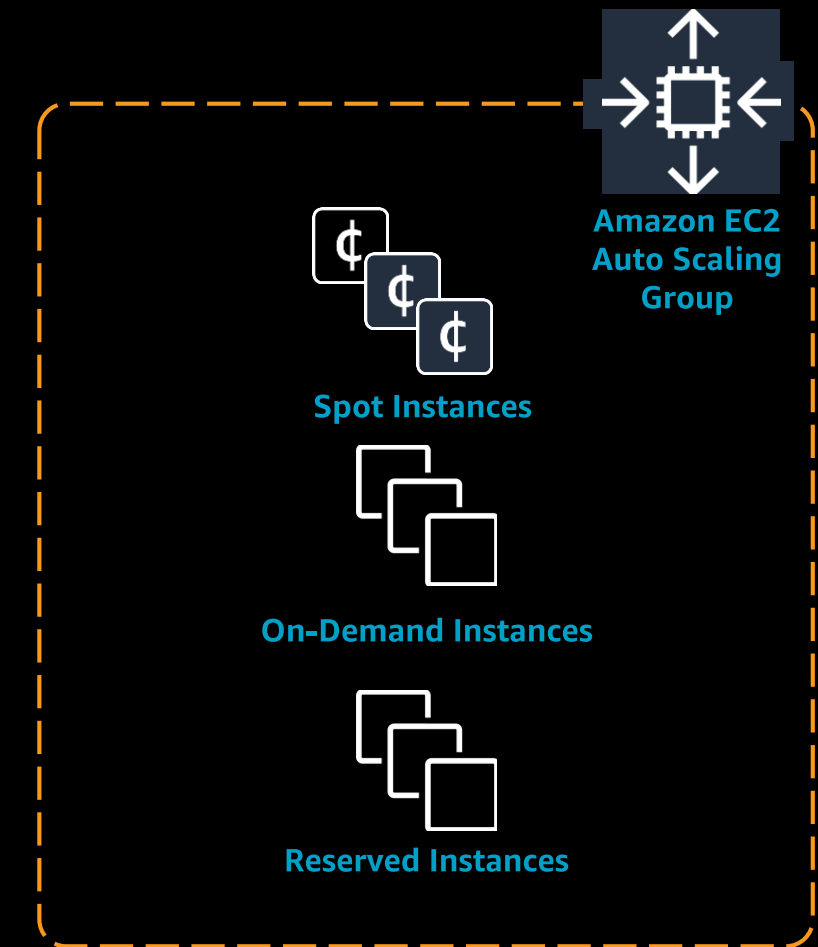 Amazon EC2
Auto Scaling
Group
¢
¢
¢
Spot Instances
On-Demand Instances
Reserved Instances